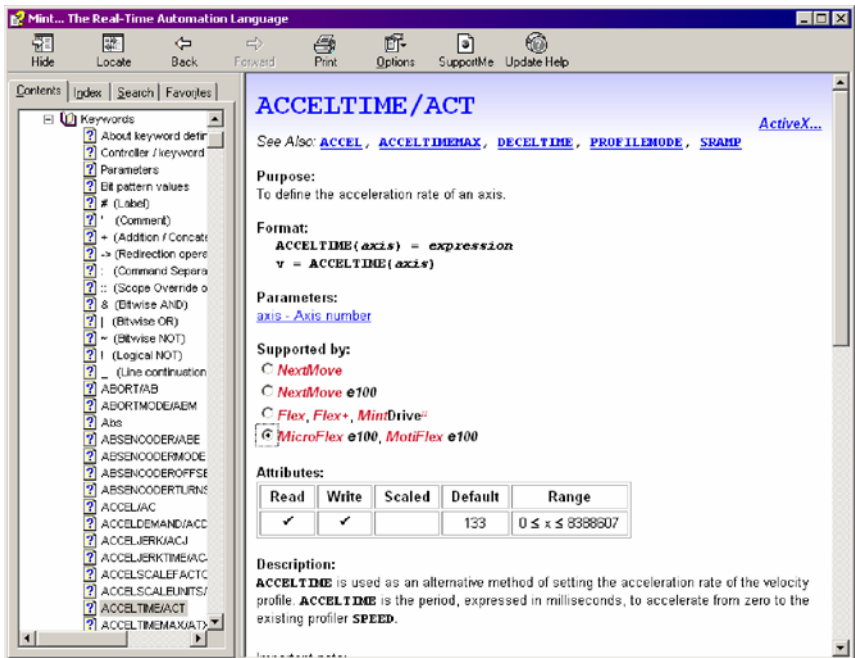 Mint... The Real-Time Automation Language
Hide Locate Back Forward Print Options SupportMe Update Help
Contents Index Search Favorites
Keywords
About keyword defin
Controller / keyword
Parameters
Bit pattern values
# (Label)
' (Comment)
+ (Addition / Concate
-> (Redirection opera
: (Command Separa
:: (Scope Override o
& (Bitwise AND)
| (Bitwise OR)
~ (Bitwise NOT)
! (Logical NOT)
_ (Line continuation
ABORT/AB
ABORTMODE/ABM
Abs
ABSENCODER/ABE
ABSENCODERMODE
ABSENCODEROFFSE
ABSENCODERTURNS
ACCEL/AC
ACCELDEMAND/ACD
ACCELJERK/ACJ
ACCELJERKTIME/AC
ACCELSCALEFACTO
ACCELSCALEUNITS/
ACCELTIME/ACT
ACCELTIMEMAX/AT
ACCELTIME/ACT
ActiveX...
See Also: ACCEL, ACCELTIMEMAX, DECELTIME, PROFILEMODE, SRAMP
Purpose:
To define the acceleration rate of an axis.
Format:
ACCELTIME(axis) = expression
v = ACCELTIME(axis)
Parameters:
axis - Axis number
Supported by:
NextMove
NextMove e100
Flex, Flex+, MintDrive
MicroFlex e100, MotiFlex e100
Attributes:
Read Write Scaled Default Range
✓ ✓ 133 0 ≤ x ≤ 8388607
Description:
ACCELTIME is used as an alternative method of setting the acceleration rate of the velocity
profile. ACCELTIME is the period, expressed in milliseconds, to accelerate from zero to the
existing profiler SPEED.